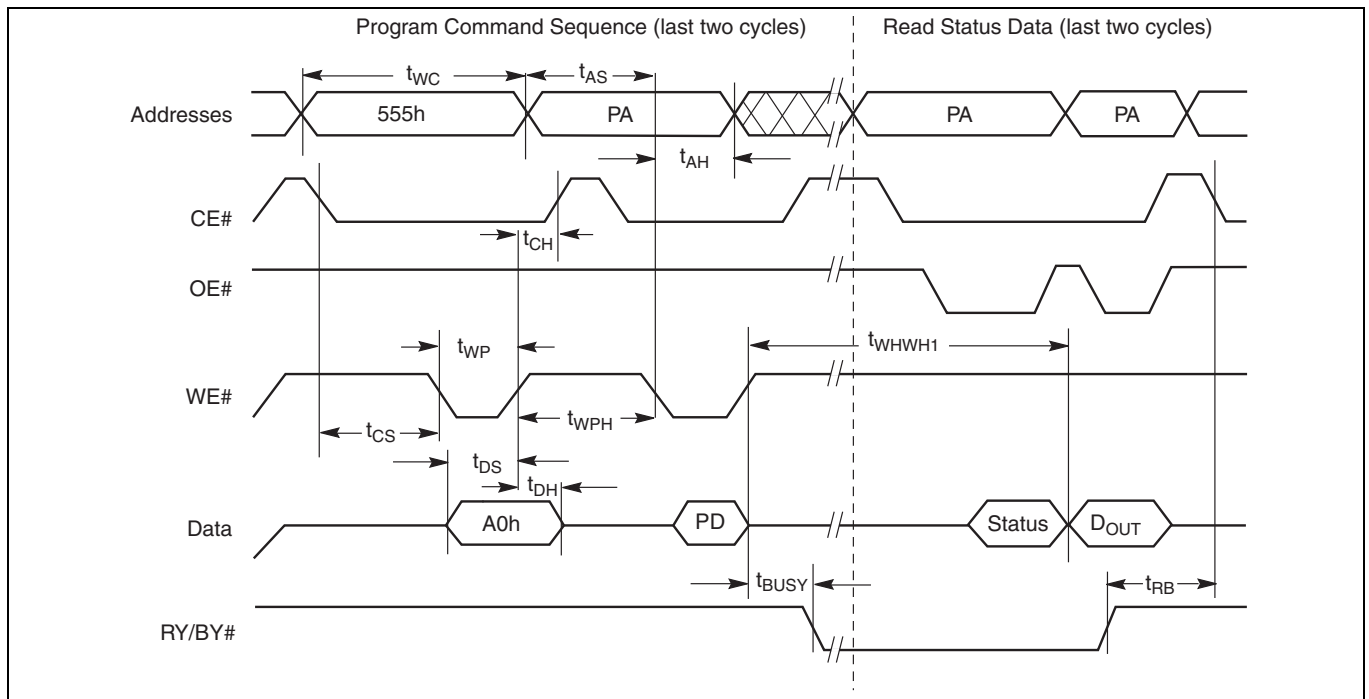 Program Command Sequence (last two cycles) Read Status Data (last two cycles)
tWC tAS
Addresses 555h PA PA PA
tAH
CE#
tCH
OE#
tWP tWHWH1
WE#
tCS tWPH
tDS
tDH
Data A0h PD Status DOUT
tBUSY tRB
RY/BY#